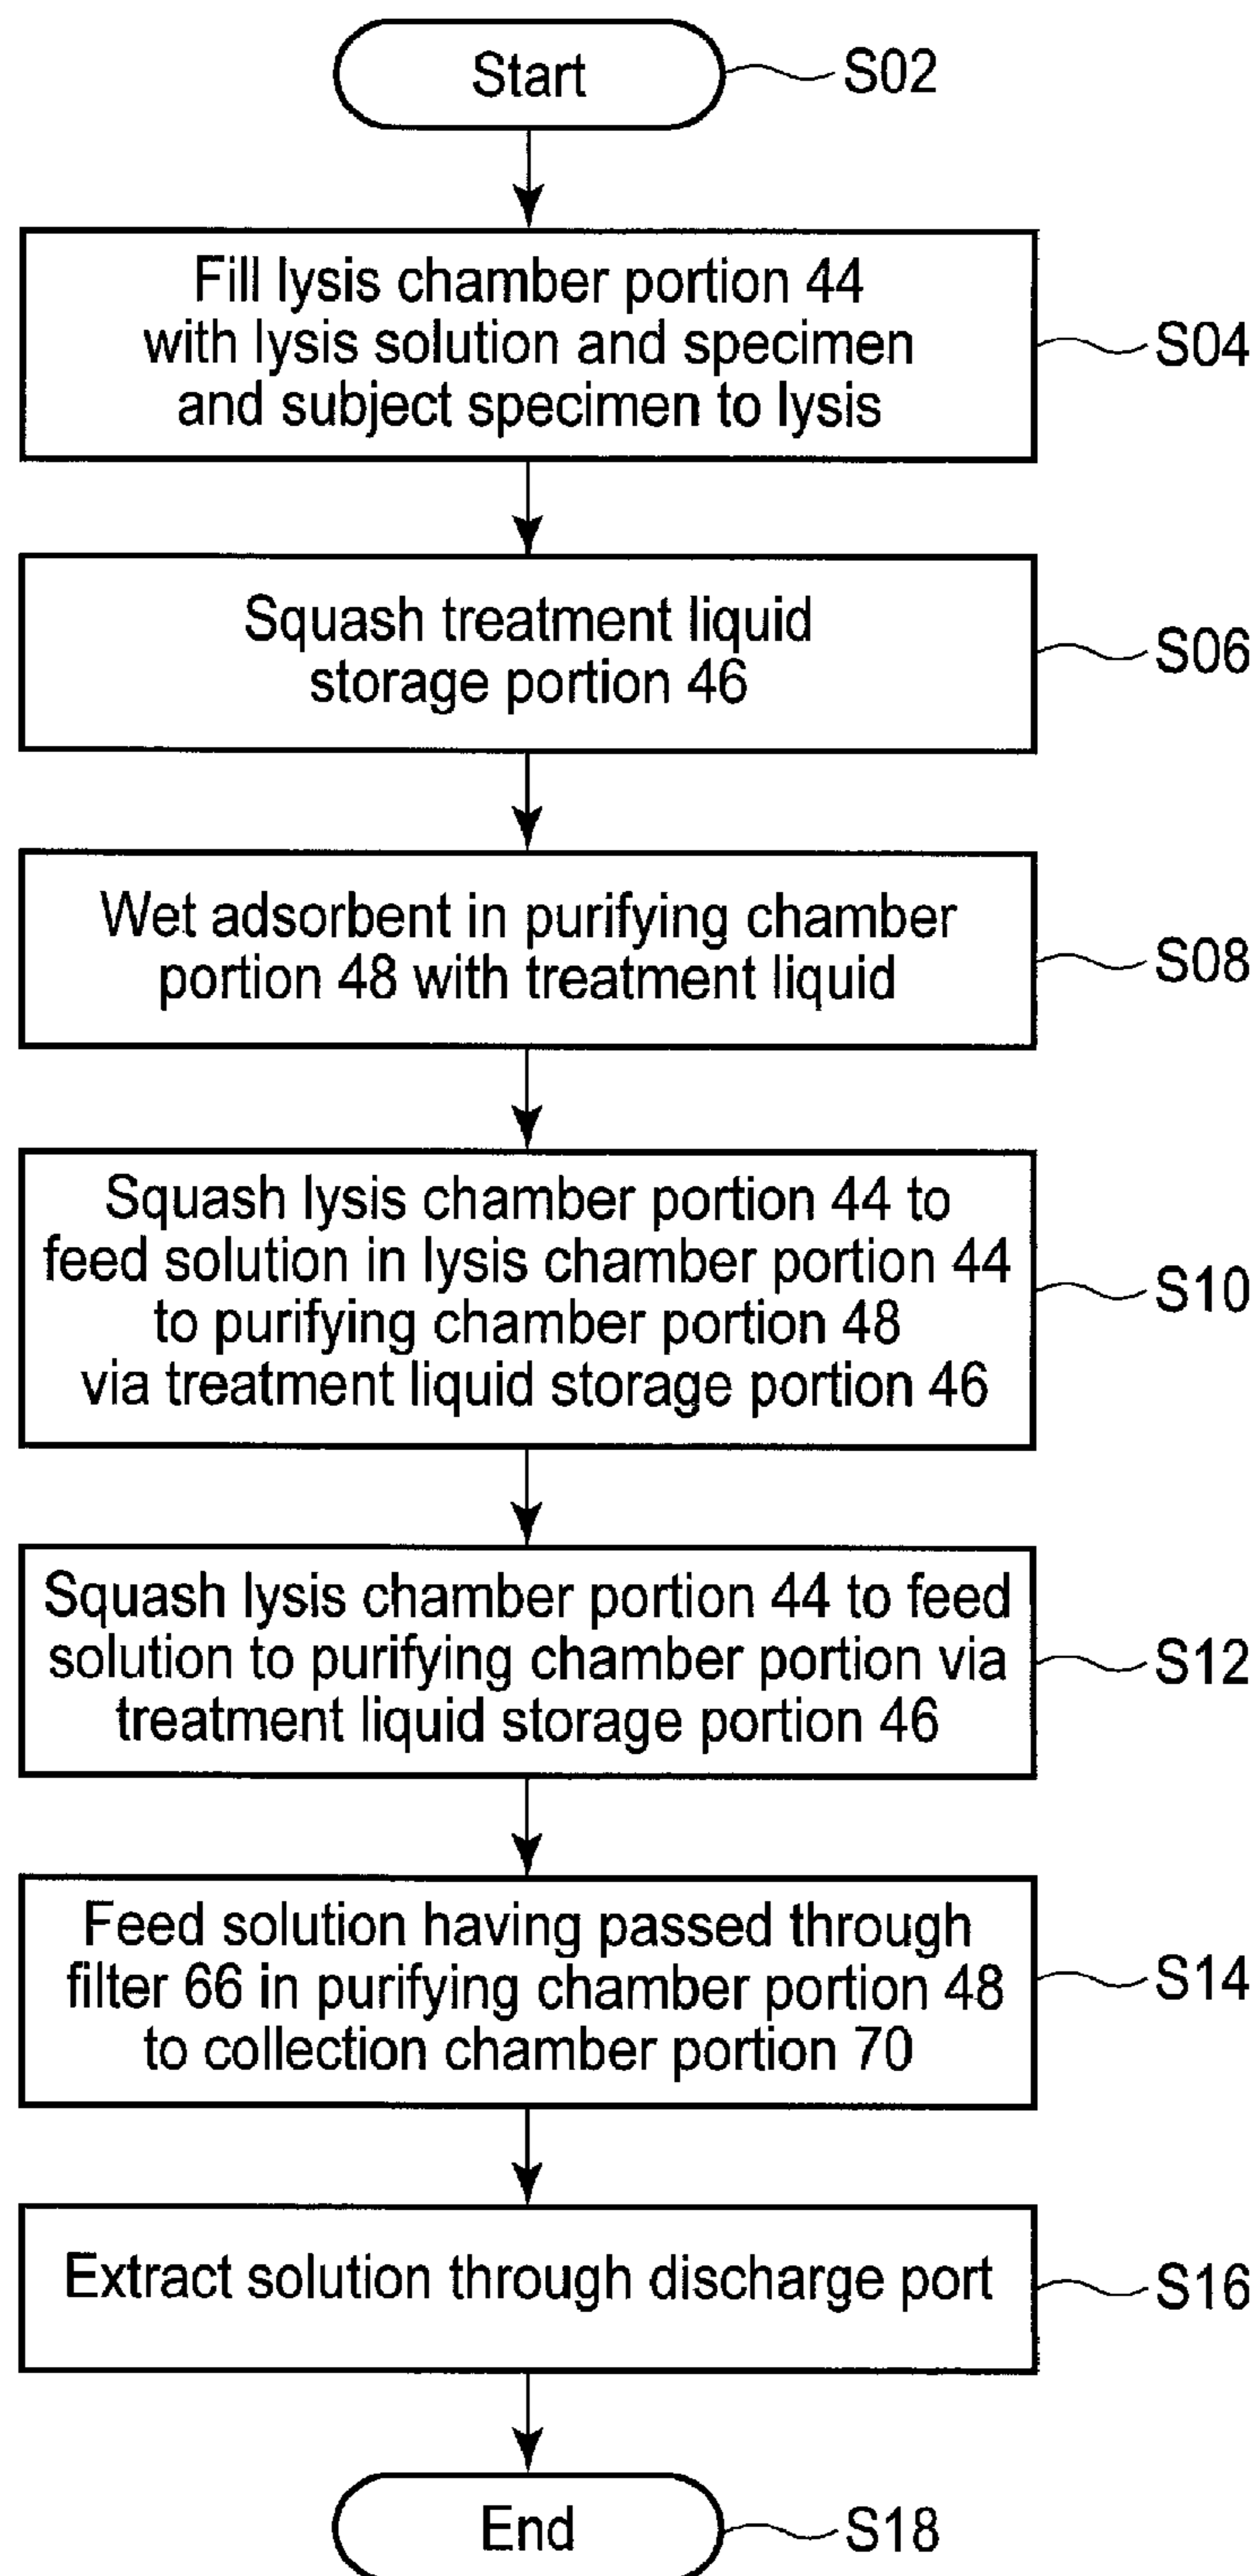 Start
S02
Fill lysis chamber portion 44
with lysis solution and specimen
and subject specimen to lysis
S04
Squash treatment liquid
storage portion 46
S06
Wet adsorbent in purifying chamber
portion 48 with treatment liquid
S08
Squash lysis chamber portion 44 to
feed solution in lysis chamber portion 44
to purifying chamber portion 48
via treatment liquid storage portion 46
S10
Squash lysis chamber portion 44 to feed
solution to purifying chamber portion via
treatment liquid storage portion 46
S12
Feed solution having passed through
filter 66 in purifying chamber portion 48
to collection chamber portion 70
S14
Extract solution through discharge port
S16
End
S18